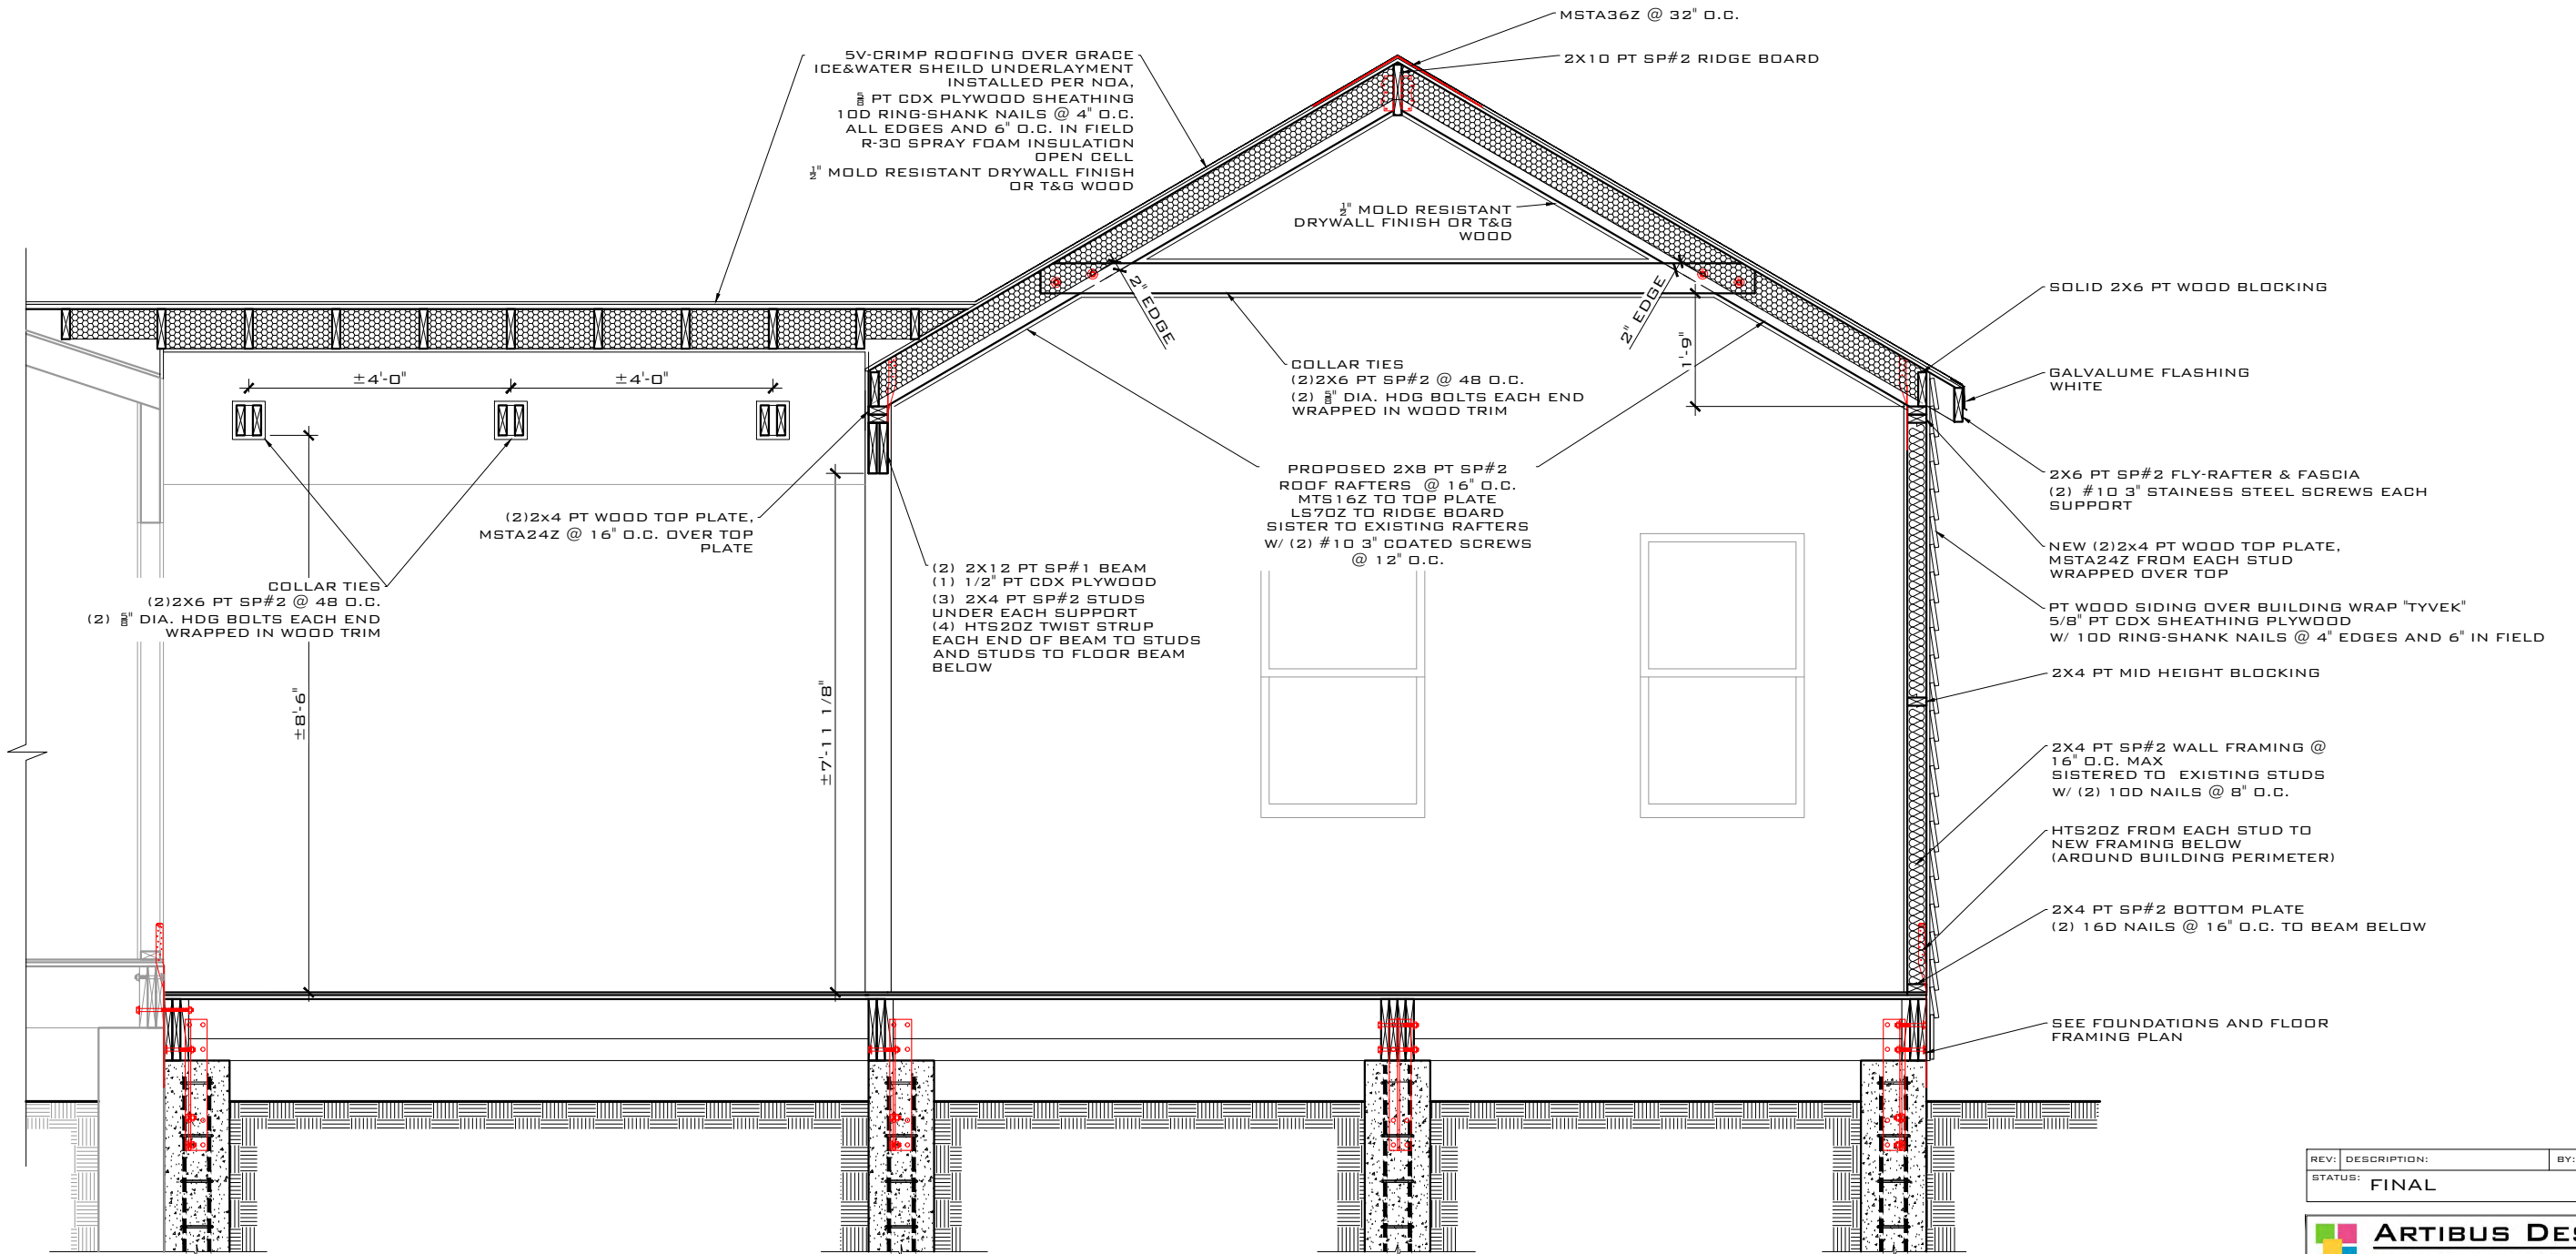 MSTA36Z @ 32" O.C.
2X10 PT SP#2 RIDGE BOARD
5V-CRIMP ROOFING OVER GRACE
ICE&WATER SHEILD UNDERLAYMENT
INSTALLED PER NOA,
5/8" PT CDX PLYWOOD SHEATHING
10D RING-SHANK NAILS @ 4" O.C.
ALL EDGES AND 6" O.C. IN FIELD
R-30 SPRAY FOAM INSULATION
OPEN CELL
1/2" MOLD RESISTANT DRYWALL FINISH
OR T&G WOOD
1/2" MOLD RESISTANT
DRYWALL FINISH OR T&G
WOOD
2" EDGE
2" EDGE
1'-9"
SOLID 2X6 PT WOOD BLOCKING
GALVALUME FLASHING
WHITE
±4'-0"
±4'-0"
COLLAR TIES
(2)2X6 PT SP#2 @ 48 O.C.
(2) 5/8" DIA. HDG BOLTS EACH END
WRAPPED IN WOOD TRIM
PROPOSED 2X8 PT SP#2
ROOF RAFTERS @ 16" O.C.
MTS16Z TO TOP PLATE
LS70Z TO RIDGE BOARD
SISTER TO EXISTING RAFTERS
W/ (2) #10 3" COATED SCREWS
@ 12" O.C.
2X6 PT SP#2 FLY-RAFTER & FASCIA
(2) #10 3" STAINESS STEEL SCREWS EACH
SUPPORT
(2)2x4 PT WOOD TOP PLATE,
MSTA24Z @ 16" O.C. OVER TOP
PLATE
NEW (2)2x4 PT WOOD TOP PLATE,
MSTA24Z FROM EACH STUD
WRAPPED OVER TOP
COLLAR TIES
(2)2X6 PT SP#2 @ 48 O.C.
(2) 5/8" DIA. HDG BOLTS EACH END
WRAPPED IN WOOD TRIM
(2) 2X12 PT SP#1 BEAM
(1) 1/2" PT CDX PLYWOOD
(3) 2X4 PT SP#2 STUDS
UNDER EACH SUPPORT
(4) HTS20Z TWIST STRUP
EACH END OF BEAM TO STUDS
AND STUDS TO FLOOR BEAM
BELOW
PT WOOD SIDING OVER BUILDING WRAP "TYVEK"
5/8" PT CDX SHEATHING PLYWOOD
W/ 10D RING-SHANK NAILS @ 4" EDGES AND 6" IN FIELD
2X4 PT MID HEIGHT BLOCKING
±8'-6"
±7'-11 1/8"
2X4 PT SP#2 WALL FRAMING @
16" O.C. MAX
SISTERED TO EXISTING STUDS
W/ (2) 10D NAILS @ 8" O.C.
HTS20Z FROM EACH STUD TO
NEW FRAMING BELOW
(AROUND BUILDING PERIMETER)
2X4 PT SP#2 BOTTOM PLATE
(2) 16D NAILS @ 16" O.C. TO BEAM BELOW
SEE FOUNDATIONS AND FLOOR
FRAMING PLAN
REV: DESCRIPTION: BY:
STATUS: FINAL
ARTIBUS DES